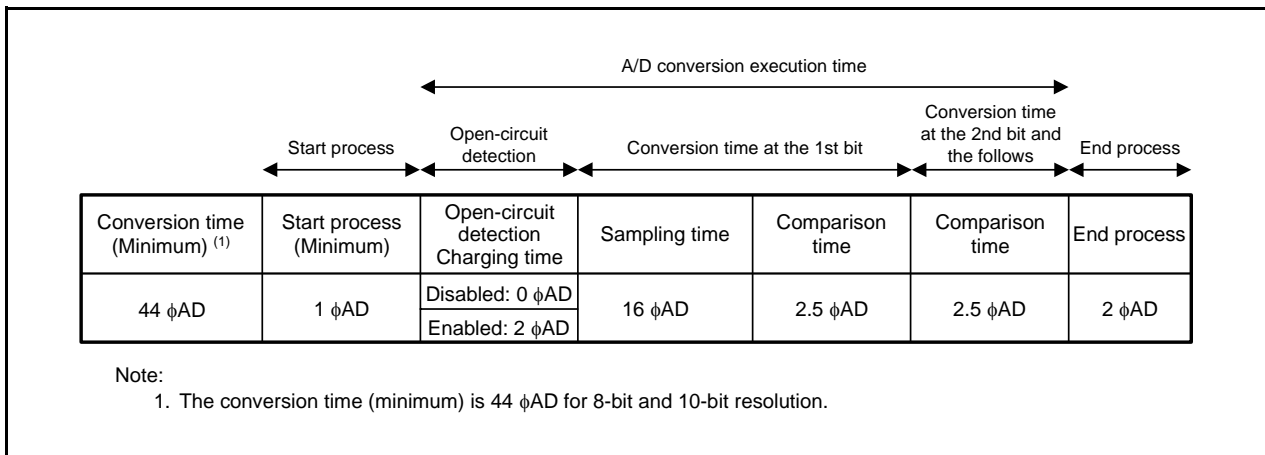 A/D conversion execution time
Start process
Open-circuit
detection
Conversion time at the 1st bit
Conversion time
at the 2nd bit and
the follows
End process
Conversion time
(Minimum) (1)
Start process
(Minimum)
Open-circuit
detection
Charging time
Sampling time
Comparison
time
Comparison
time
End process
44 ϕAD
1 ϕAD
Disabled: 0 ϕAD
Enabled: 2 ϕAD
16 ϕAD
2.5 ϕAD
2.5 ϕAD
2 ϕAD
Note:
1. The conversion time (minimum) is 44 ϕAD for 8-bit and 10-bit resolution.